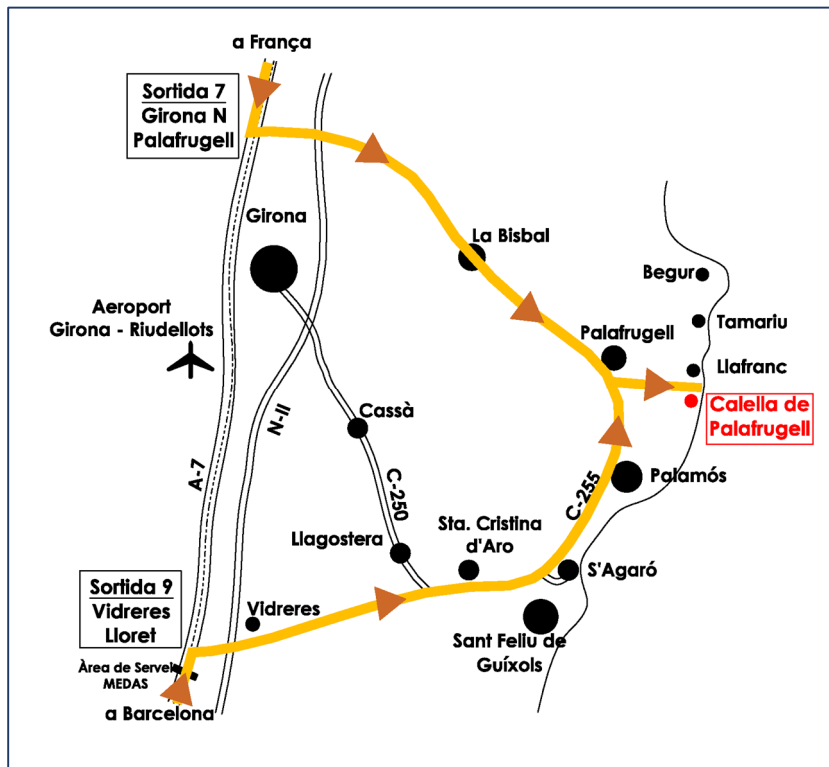 a França
Sortida 7
Girona N
Palafrugell
Girona
La Bisbal
Begur
Aeroport
Girona - Riudellots
Tamariu
Palafrugell
Llafranc
Calella de
Palafrugell
Cassà
N-II
A-7
C-250
C-255
Palamós
Sta. Cristina
d'Aro
Llagostera
S'Agaró
Sortida 9
Vidreres
Lloret
Vidreres
Sant Feliu de
Guíxols
Àrea de Servei
MEDAS
a Barcelona